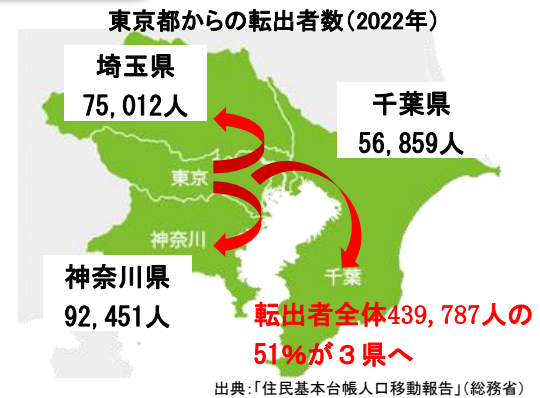 東京都からの転出者数（2022年）
埼玉県
75,012人
千葉県
56,859人
東京
神奈川
千葉
神奈川県
92,451人
転出者全体439,787人の
51％が３県へ
出典：「住民基本台帳人口移動報告」（総務省）